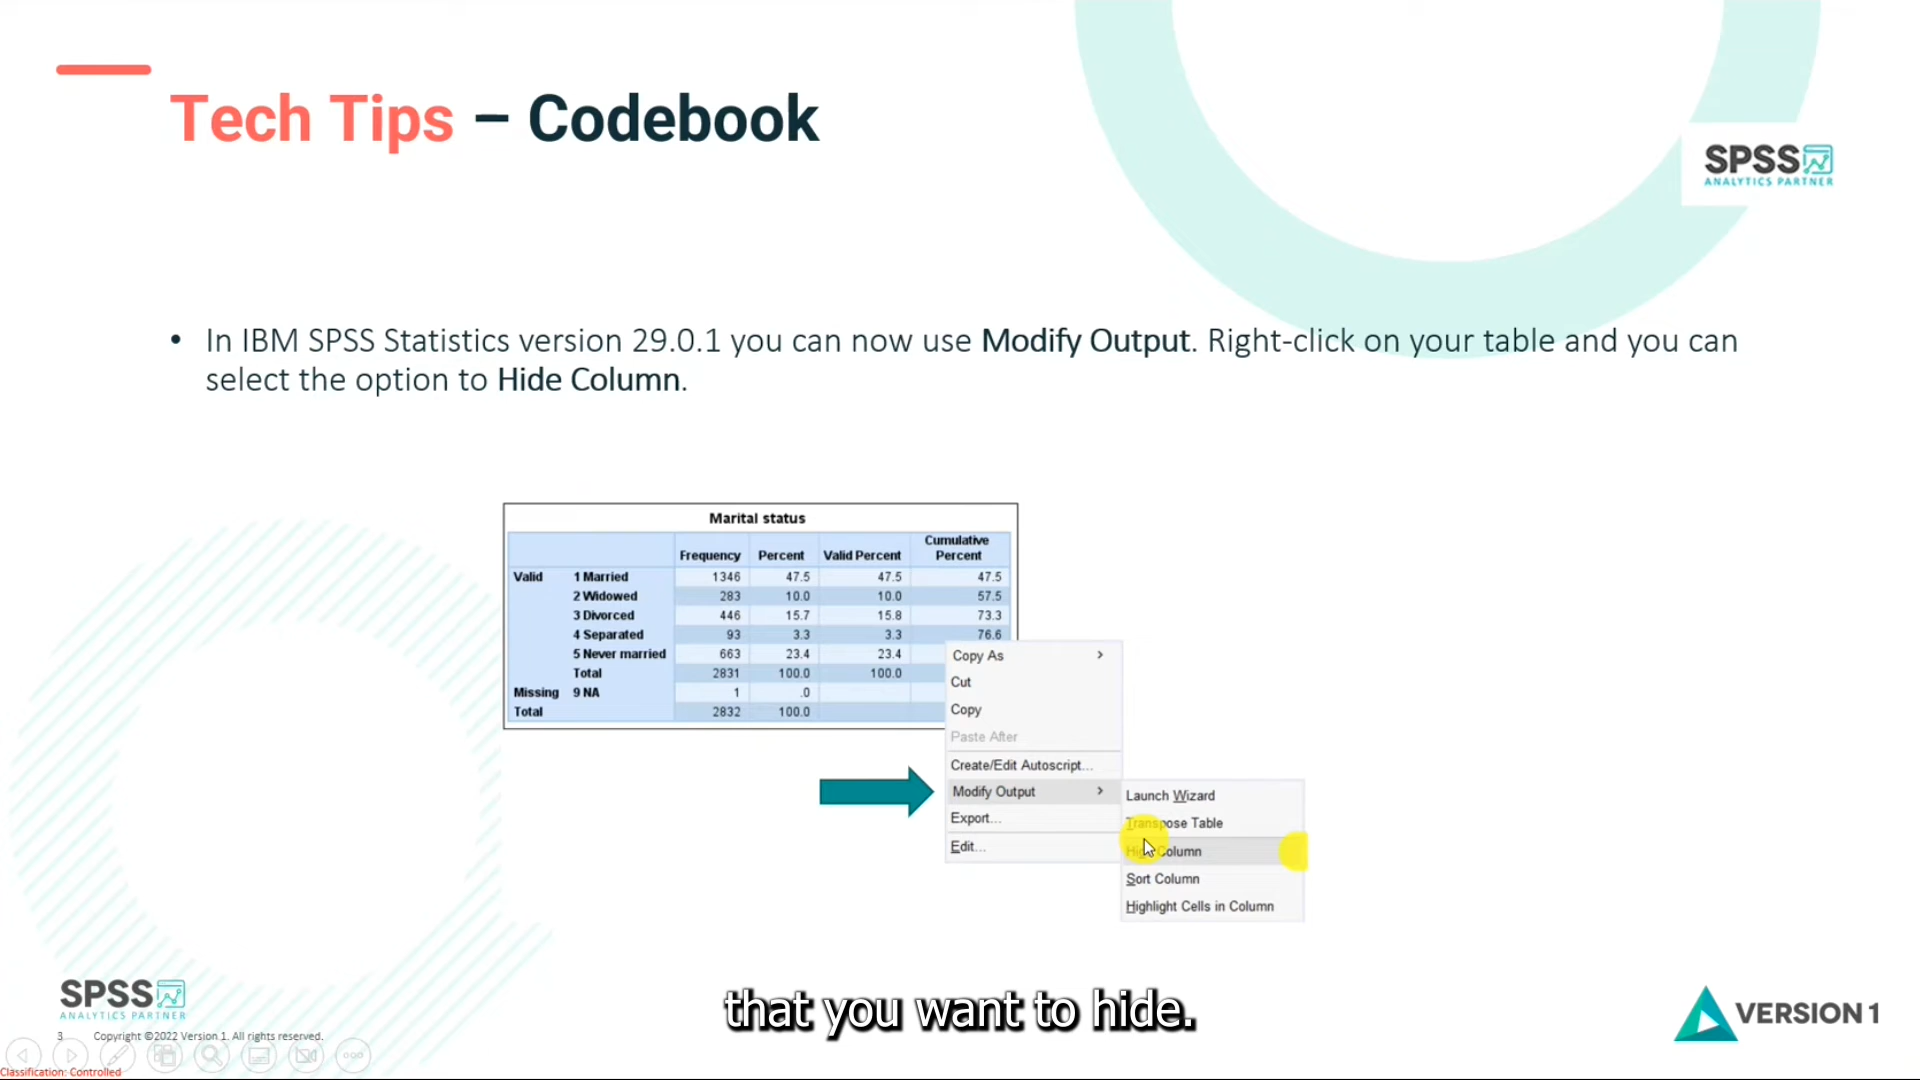 Tech Tips – Codebook
SPSS
ANALYTICS PARTNER
• In IBM SPSS Statistics version 29.0.1 you can now use Modify Output. Right-click on your table and you can
select the option to Hide Column.
Marital status
Frequency Percent Valid Percent Cumulative Percent
Valid 1 Married 1346 47.5 47.5 47.5
2 Widowed 283 10.0 10.0 57.5
3 Divorced 446 15.7 15.8 73.3
4 Separated 93 3.3 3.3 76.6
5 Never married 663 23.4 23.4
Total 2831 100.0 100.0
Missing 9 NA 1 .0
Total 2832 100.0
Copy As
Cut
Copy
Paste After
Create/Edit Autoscript...
Modify Output
Export...
Edit...
Launch Wizard
Transpose Table
Hide Column
Sort Column
Highlight Cells in Column
that you want to hide.
SPSS
ANALYTICS PARTNER
3 Copyright ©2022 Version 1. All rights reserved.
Classification: Controlled
VERSION 1